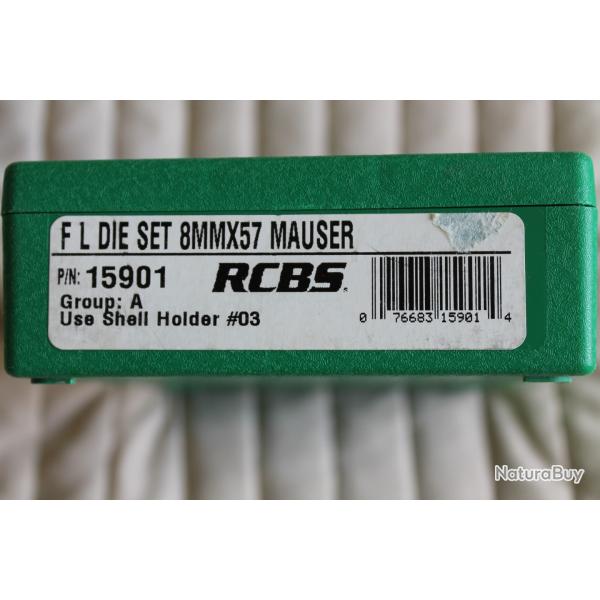 F L DIE SET 8MMX57 MAUSER
P/N: 15901
RCBS.
Group: A
Use Shell Holder #03
0 76683 15901 4
NaturaBuy